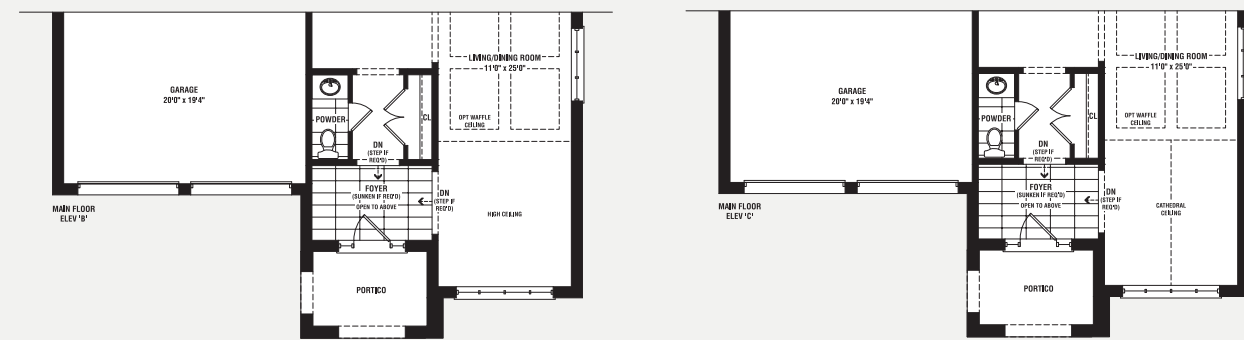 LIVING/DINING ROOM
11'0" x 25'0"
GARAGE
20'0" x 19'4"
POWDER
CL
OPT WAFFLE
CEILING
DN
(STEP IF
REQ'D)
FOYER
(SUNKEN IF REQ'D)
OPEN TO ABOVE
DN
(STEP IF
REQ'D)
MAIN FLOOR
ELEV 'B'
HIGH CEILING
PORTICO
LIVING/DINING ROOM
11'0" x 25'0"
GARAGE
20'0" x 19'4"
POWDER
CL
OPT WAFFLE
CEILING
DN
(STEP IF
REQ'D)
FOYER
(SUNKEN IF REQ'D)
OPEN TO ABOVE
DN
(STEP IF
REQ'D)
MAIN FLOOR
ELEV 'C'
CATHEDRAL
CEILING
PORTICO